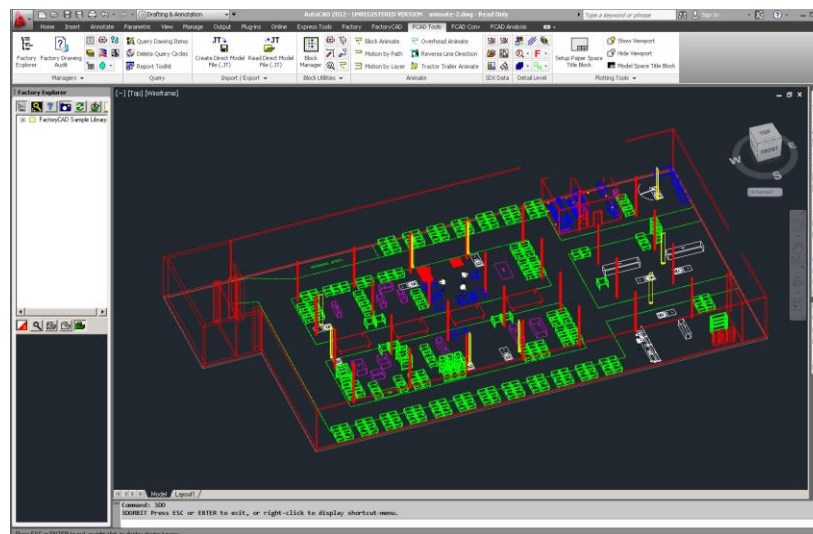 Drafting & Annotation
AutoCAD 2012 - UNREGISTERED VERSION animate-2.dwg - Read Only
Type a keyword or phrase
Sign In
Home Insert Annotate Parametric View Manage Output Plug-ins Online Express Tools Factory FactoryCAD FCAD Tools FCAD Conv FCAD Analysis
Query Drawing Items
Delete Query Circles
Report Toolkit
Factory Explorer
Factory Drawing Audit
Create Direct Model File (.JT)
Read Direct Model File (.JT)
Block Manager
Block Animate
Motion by Path
Motion by Layer
Overhead Animate
Reverse Line Direction
Tractor Trailer Animate
Setup Paper Space Title Block
Show Viewport
Hide Viewport
Model Space Title Block
Managers Query Import / Export Block Utilities Animate SDX Data Detail Level Plotting Tools
Factory Explorer
FactoryCAD Sample Library
[−] [Top] [Wireframe]
TOP
FRONT
W
S
E
Unnamed
Model Layout1
Command: 3DO
3DORBIT Press ESC or ENTER to exit, or right-click to display shortcut-menu.